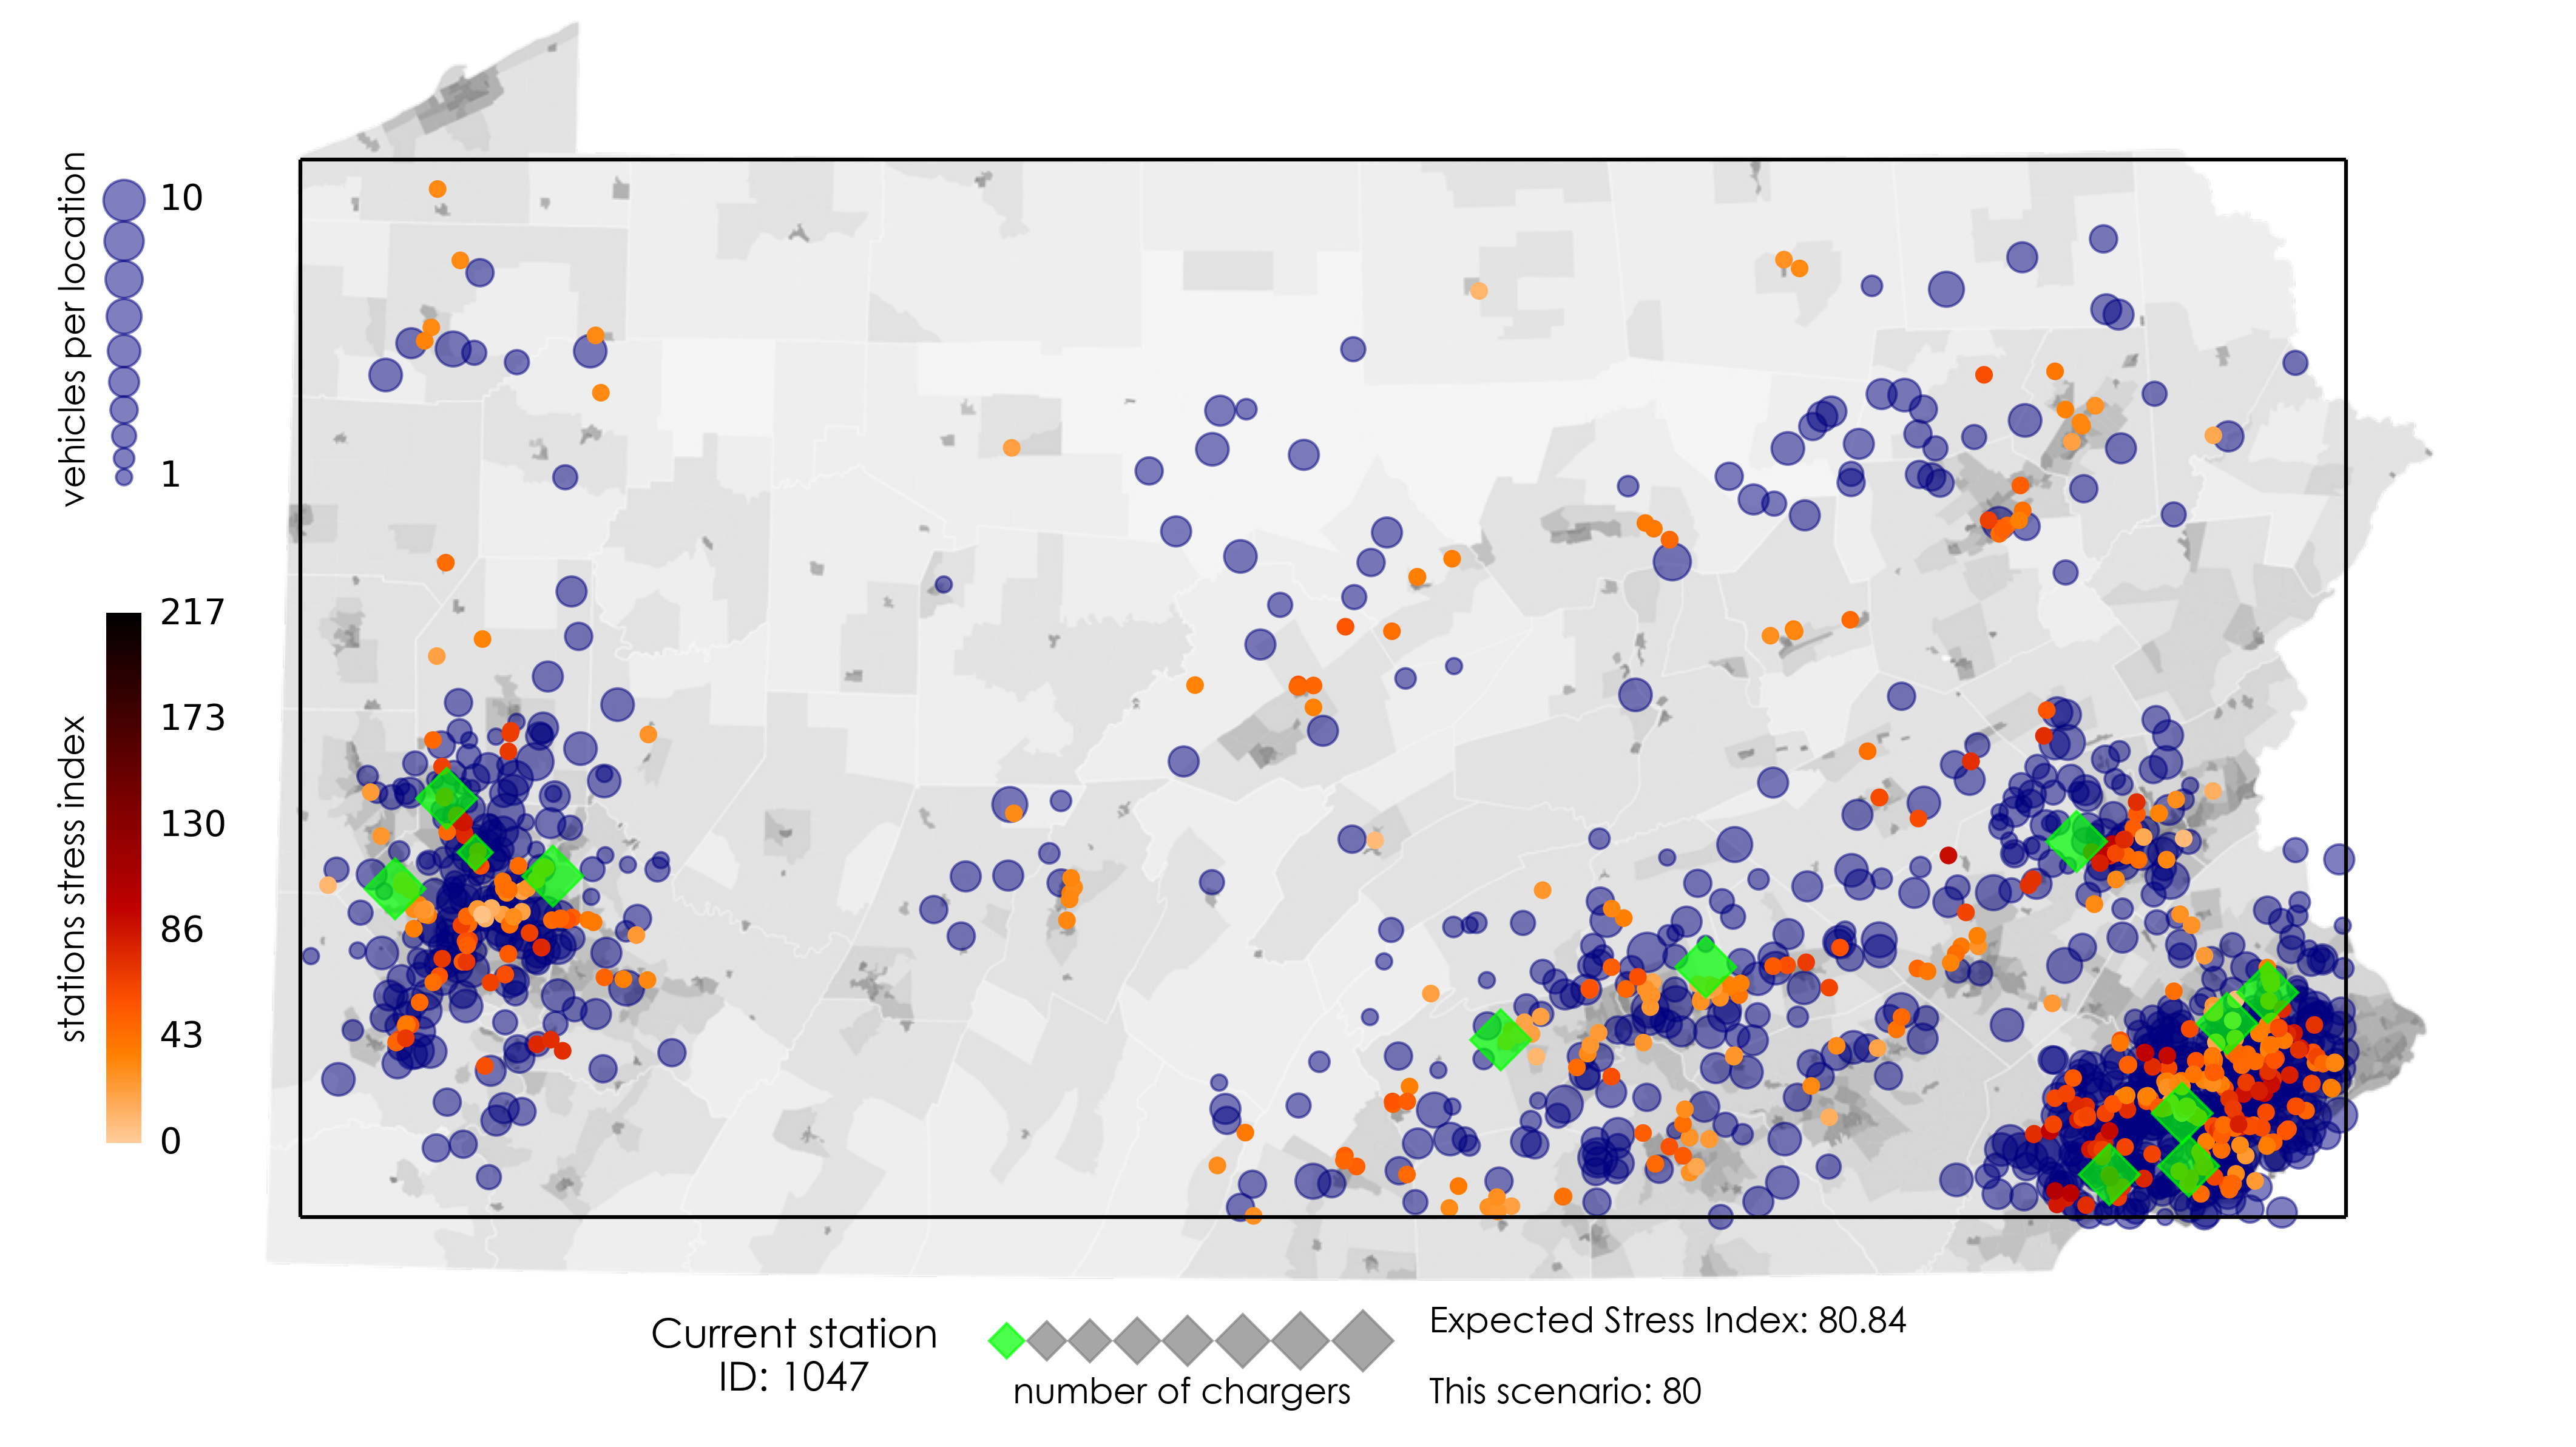 vehicles per location
10
1
stations stress index
217
173
130
86
43
0
Current station
ID: 1047
number of chargers
Expected Stress Index: 80.84
This scenario: 80